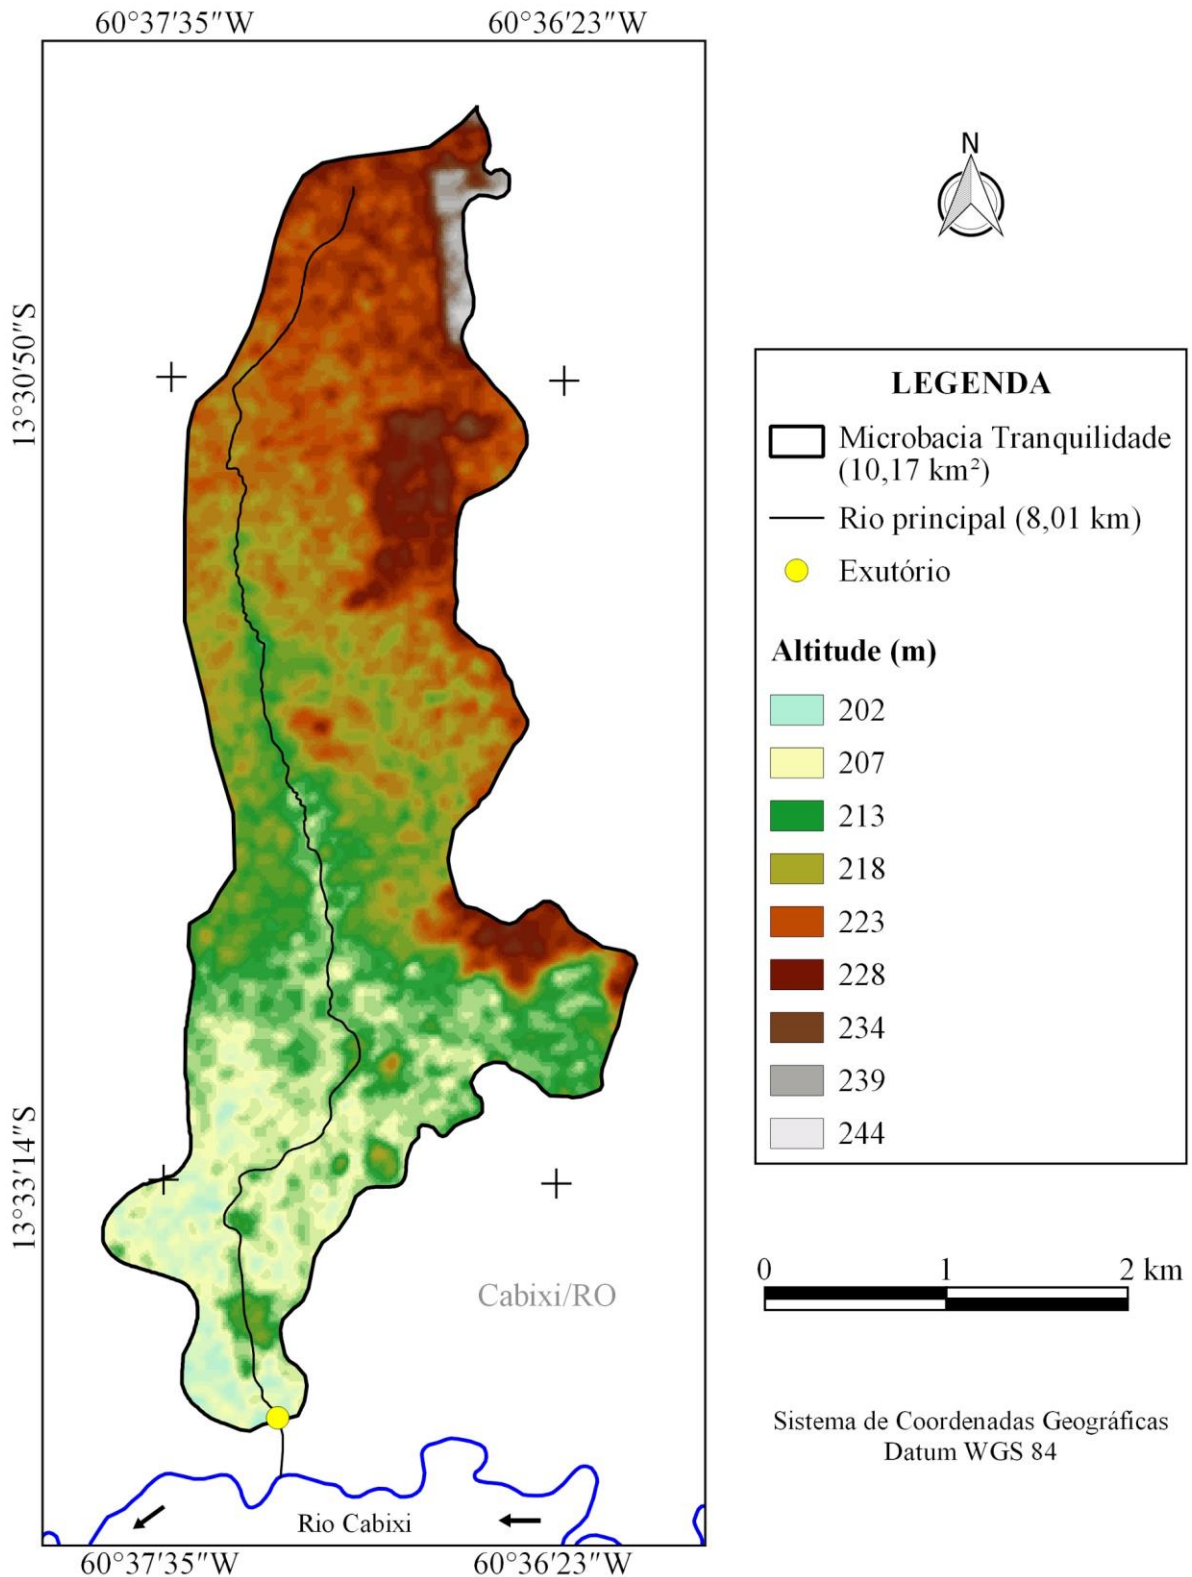 60°37'35"W
60°36'23"W
N
13°30'50"S
LEGENDA
Microbacia Tranquilidade
(10,17 km²)
Rio principal (8,01 km)
Exutório
Altitude (m)
202
207
213
218
223
228
234
239
244
13°33'14"S
Cabixi/RO
0 1 2 km
Sistema de Coordenadas Geográficas
Datum WGS 84
Rio Cabixi
60°37'35"W
60°36'23"W